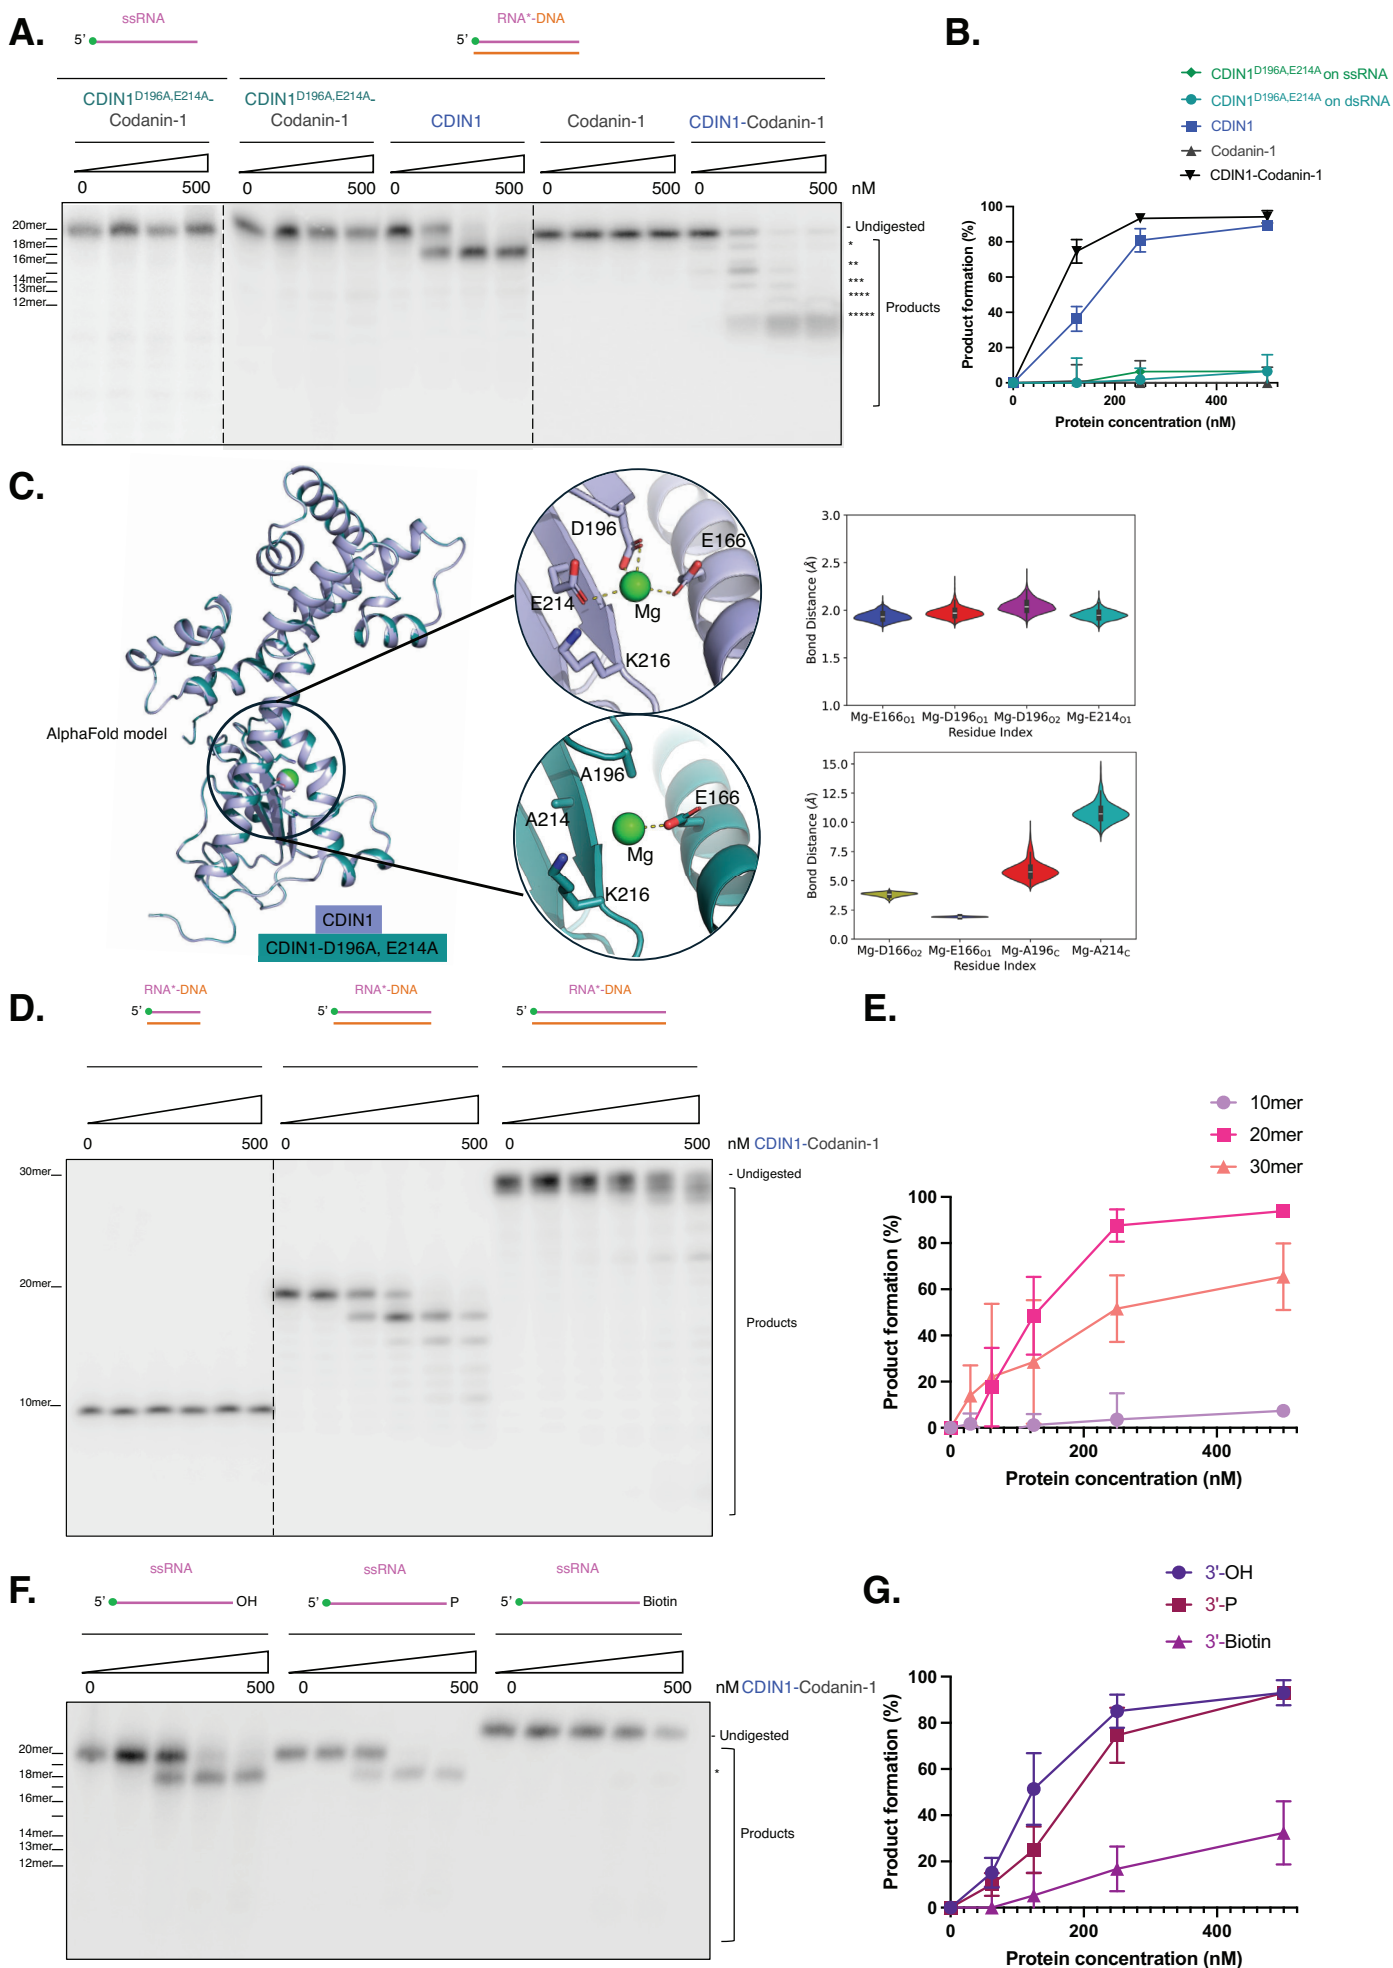 A.
ssRNA
5’
RNA*-DNA
5’
CDIN1D196A,E214A-
Codanin-1
CDIN1D196A,E214A-
Codanin-1
CDIN1
Codanin-1
CDIN1-Codanin-1
0 500 0 500 0 500 0 500 0 500 nM
20mer
18mer
16mer
14mer
13mer
12mer
- Undigested
*
**
***
****
*****
Products
B.
CDIN1D196A,E214A on ssRNA
CDIN1D196A,E214A on dsRNA
CDIN1
Codanin-1
CDIN1-Codanin-1
Product formation (%)
100
80
60
40
20
0
0 200 400
Protein concentration (nM)
C.
AlphaFold model
CDIN1
CDIN1-D196A, E214A
D196
E166
E214
Mg
K216
A196
E166
A214
Mg
K216
Bond Distance (Å)
3.0
2.5
2.0
1.5
1.0
Mg-E166O1 Mg-D196O1 Mg-D196O2 Mg-E214O1
Residue Index
Bond Distance (Å)
15.0
12.5
10.0
7.5
5.0
2.5
0.0
Mg-D166O2 Mg-E166O1 Mg-A196C Mg-A214C
Residue Index
D.
RNA*-DNA
5’
RNA*-DNA
5’
RNA*-DNA
5’
0 500 0 500 0 500 nM CDIN1-Codanin-1
30mer
20mer
10mer
- Undigested
Products
E.
10mer
20mer
30mer
Product formation (%)
100
80
60
40
20
0
0 200 400
Protein concentration (nM)
F.
ssRNA
5’ OH
ssRNA
5’ P
ssRNA
5’ Biotin
0 500 0 500 0 500 nM CDIN1-Codanin-1
20mer
18mer
16mer
14mer
13mer
12mer
- Undigested
*
Products
G.
3'-OH
3'-P
3'-Biotin
Product formation (%)
100
80
60
40
20
0
0 200 400
Protein concentration (nM)